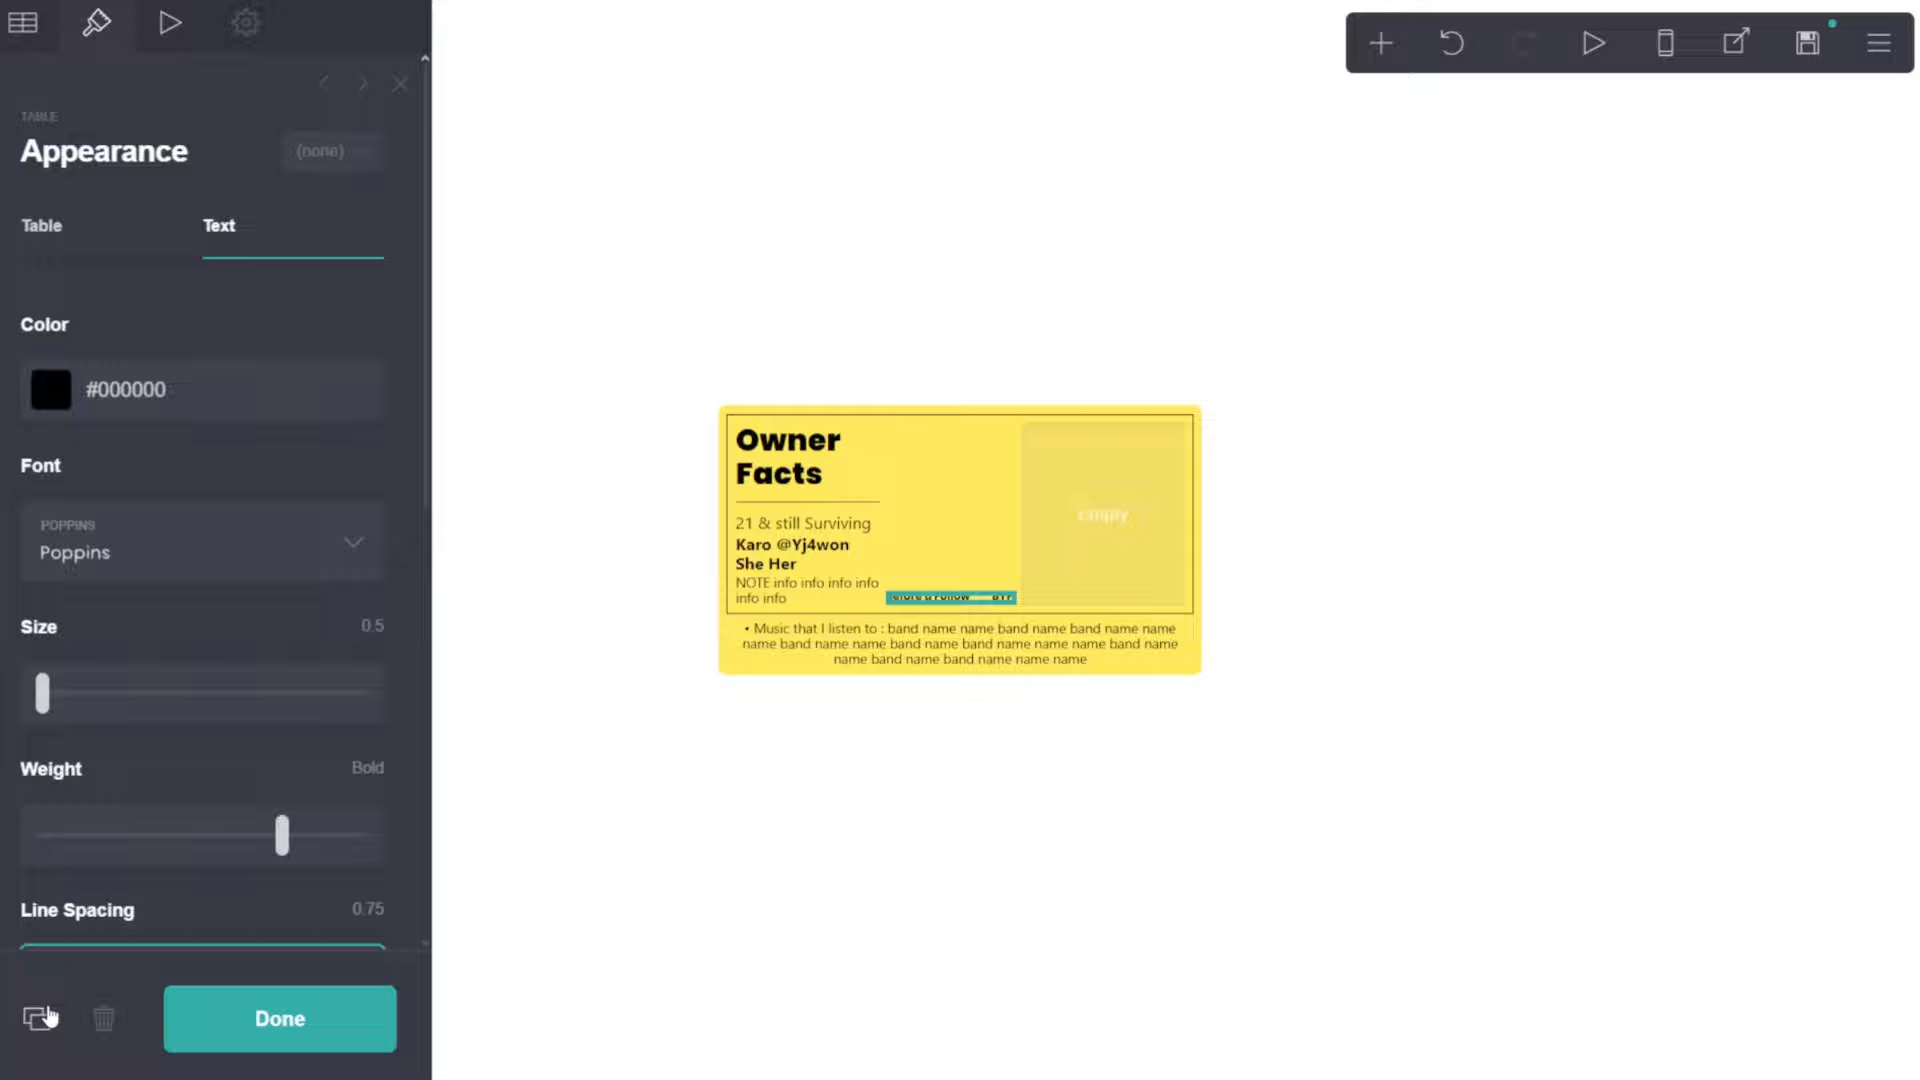 TABLE
Appearance
(none)
Table
Text
Color
#000000
Font
POPPINS
Poppins
Size
0.5
Weight
Bold
Line Spacing
0.75
Done
Owner
Facts
21 & still Surviving
Karo @Yj4won
She Her
NOTE info info info info
info info
empty
• Music that I listen to : band name name band name band name name
name band name name band name band name name name band name
name band name band name name name